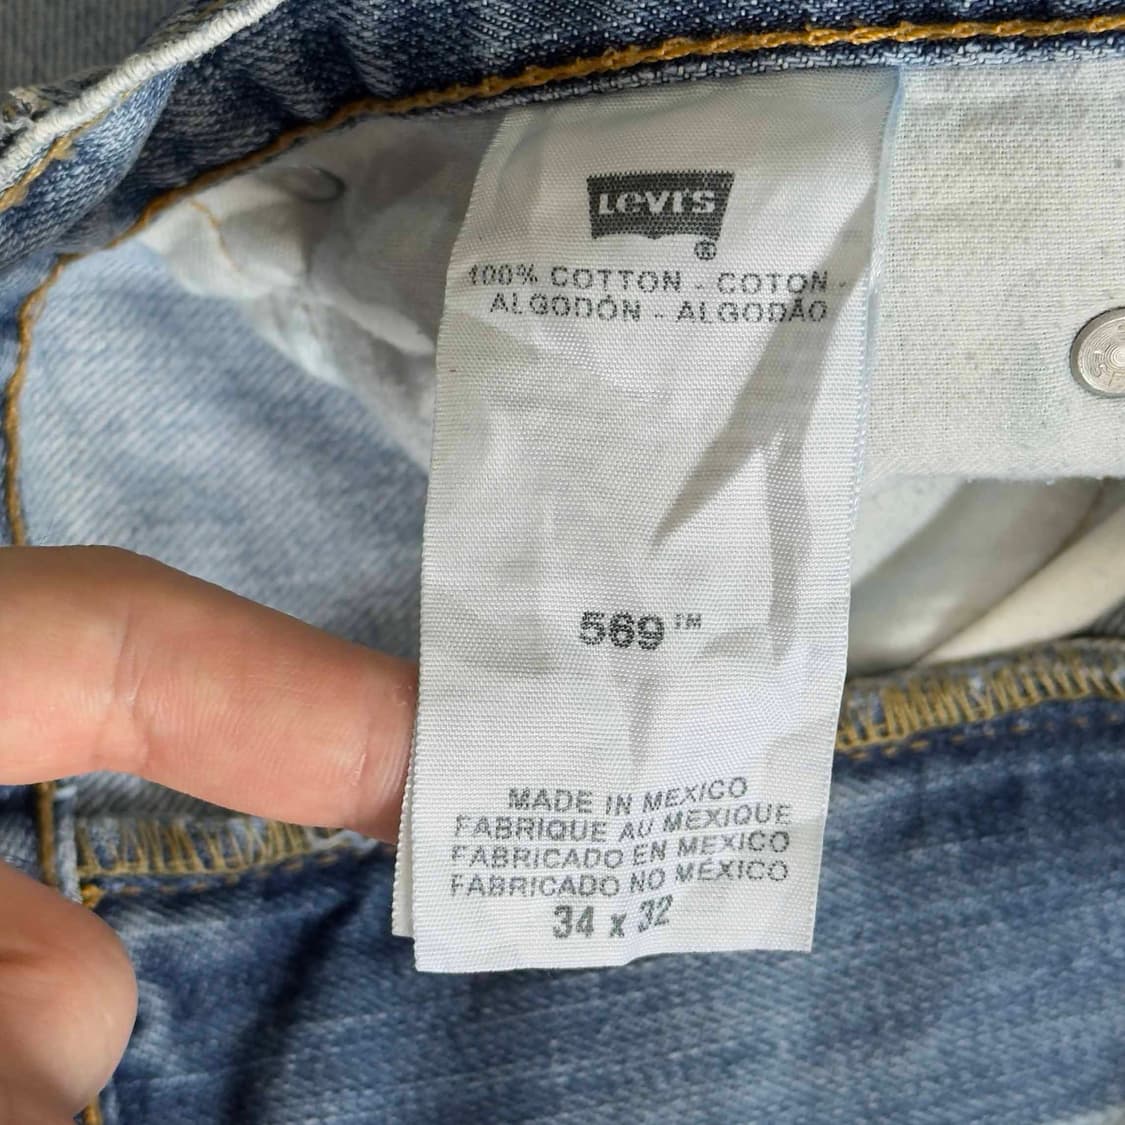 Levi's
®
100% COTTON - COTON -
ALGODÓN - ALGODÃO
569™
MADE IN MEXICO
FABRIQUE AU MEXIQUE
FABRICADO EN MEXICO
FABRICADO NO MÉXICO
34 x 32